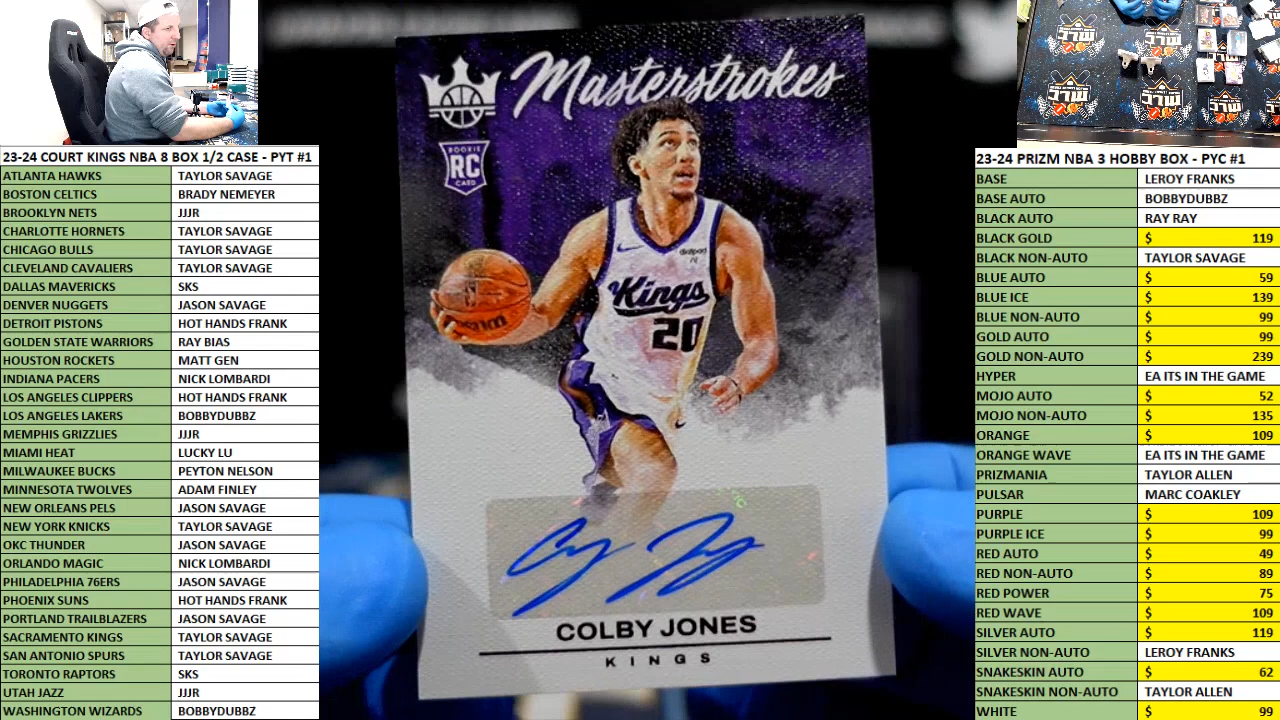 23-24 COURT KINGS NBA 8 BOX 1/2 CASE - PYT #1
ATLANTA HAWKS TAYLOR SAVAGE
BOSTON CELTICS BRADY NEMEYER
BROOKLYN NETS JJJR
CHARLOTTE HORNETS TAYLOR SAVAGE
CHICAGO BULLS TAYLOR SAVAGE
CLEVELAND CAVALIERS TAYLOR SAVAGE
DALLAS MAVERICKS SKS
DENVER NUGGETS JASON SAVAGE
DETROIT PISTONS HOT HANDS FRANK
GOLDEN STATE WARRIORS RAY BIAS
HOUSTON ROCKETS MATT GEN
INDIANA PACERS NICK LOMBARDI
LOS ANGELES CLIPPERS HOT HANDS FRANK
LOS ANGELES LAKERS BOBBYDUBBZ
MEMPHIS GRIZZLIES JJJR
MIAMI HEAT LUCKY LU
MILWAUKEE BUCKS PEYTON NELSON
MINNESOTA TWOLVES ADAM FINLEY
NEW ORLEANS PELS JASON SAVAGE
NEW YORK KNICKS TAYLOR SAVAGE
OKC THUNDER JASON SAVAGE
ORLANDO MAGIC NICK LOMBARDI
PHILADELPHIA 76ERS JASON SAVAGE
PHOENIX SUNS HOT HANDS FRANK
PORTLAND TRAILBLAZERS JASON SAVAGE
SACRAMENTO KINGS TAYLOR SAVAGE
SAN ANTONIO SPURS TAYLOR SAVAGE
TORONTO RAPTORS SKS
UTAH JAZZ JJJR
WASHINGTON WIZARDS BOBBYDUBBZ
Masterstrokes
ROOKIE
RC
CARD
Kings
20
COLBY JONES
KINGS
23-24 PRIZM NBA 3 HOBBY BOX - PYC #1
BASE LEROY FRANKS
BASE AUTO BOBBYDUBBZ
BLACK AUTO RAY RAY
BLACK GOLD $ 119
BLACK NON-AUTO TAYLOR SAVAGE
BLUE AUTO $ 59
BLUE ICE $ 139
BLUE NON-AUTO $ 99
GOLD AUTO $ 99
GOLD NON-AUTO $ 239
HYPER EA ITS IN THE GAME
MOJO AUTO $ 52
MOJO NON-AUTO $ 135
ORANGE $ 109
ORANGE WAVE EA ITS IN THE GAME
PRIZMANIA TAYLOR ALLEN
PULSAR MARC COAKLEY
PURPLE $ 109
PURPLE ICE $ 99
RED AUTO $ 49
RED NON-AUTO $ 89
RED POWER $ 75
RED WAVE $ 109
SILVER AUTO $ 119
SILVER NON-AUTO LEROY FRANKS
SNAKESKIN AUTO $ 62
SNAKESKIN NON-AUTO TAYLOR ALLEN
WHITE $ 99